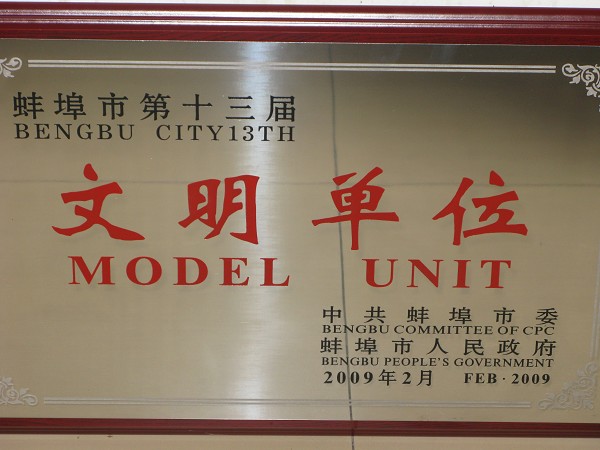 蚌埠市第十三届
BENGBU CITY13TH
文明单位
MODEL UNIT
中共蚌埠市委
BENGBU COMMITTEE OF CPC
蚌埠市人民政府
BENGBU PEOPLE'S GOVERNMENT
2009年2月 FEB·2009